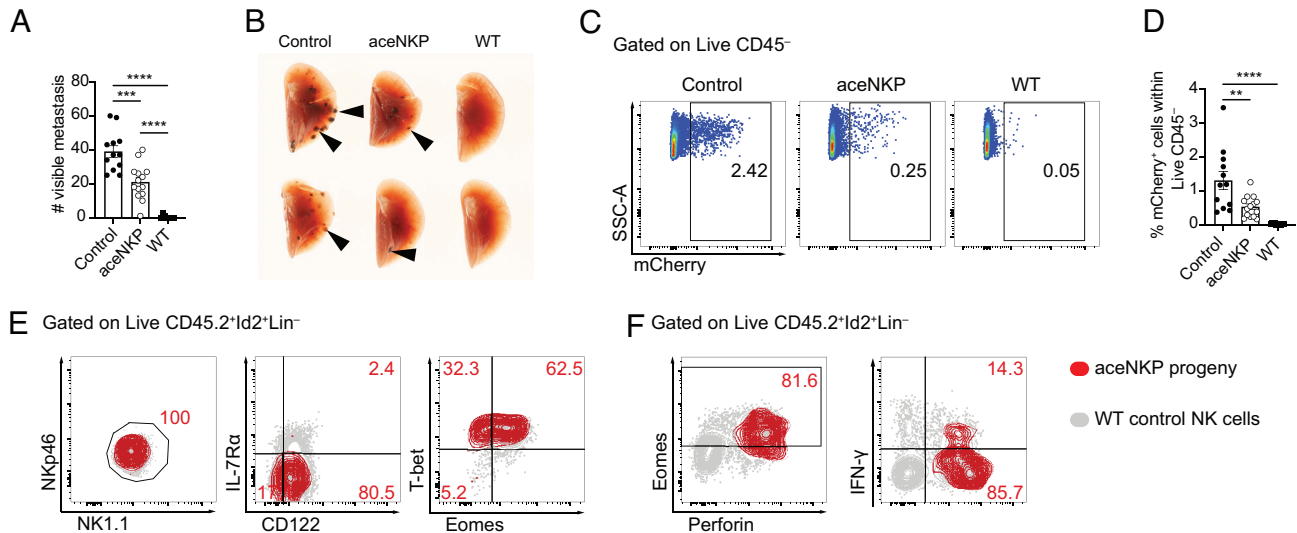 A
# visible metastasis
80
60
40
20
0
****
***
****
Control
aceNKP
WT
B
Control
aceNKP
WT
C
Gated on Live CD45⁻
Control
aceNKP
WT
2.42
0.25
0.05
SSC-A
mCherry
D
% mCherry⁺ cells within
Live CD45⁻
4
3
2
1
0
****
**
Control
aceNKP
WT
E
Gated on Live CD45.2⁺Id2⁺Lin⁻
NKp46
100
NK1.1
IL-7Rα
2.4
80.5
CD122
T-bet
32.3
62.5
5.2
Eomes
F
Gated on Live CD45.2⁺Id2⁺Lin⁻
Eomes
81.6
Perforin
IFN-γ
14.3
85.7
aceNKP progeny
WT control NK cells